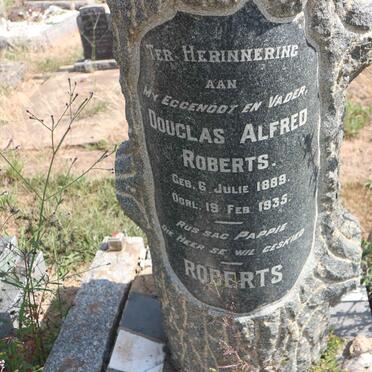 TER HERINNERING
AAN
MY EGGENOOT EN VADER,
DOUGLAS ALFRED
ROBERTS.
GEB. 6. JULIE 1889.
OORL. 19 FEB. 1935.
RUS SAG PAPPIE
DIE HEER SE WIL GESKIED
ROBERTS